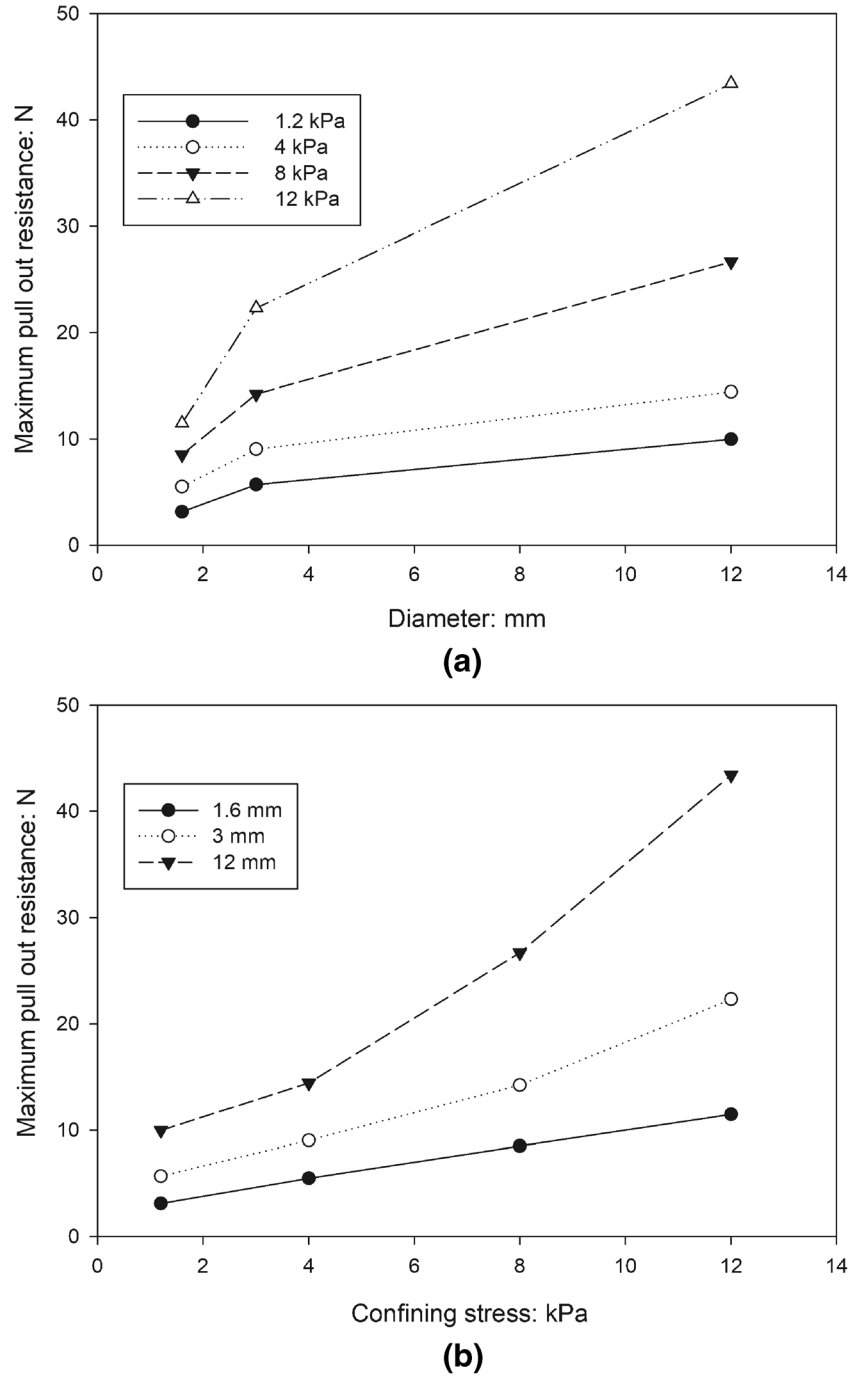 50
40
30
20
10
0
Maximum pull out resistance: N
1.2 kPa
4 kPa
8 kPa
12 kPa
0 2 4 6 8 10 12 14
Diameter: mm
(a)
50
40
30
20
10
0
Maximum pull out resistance: N
1.6 mm
3 mm
12 mm
0 2 4 6 8 10 12 14
Confining stress: kPa
(b)